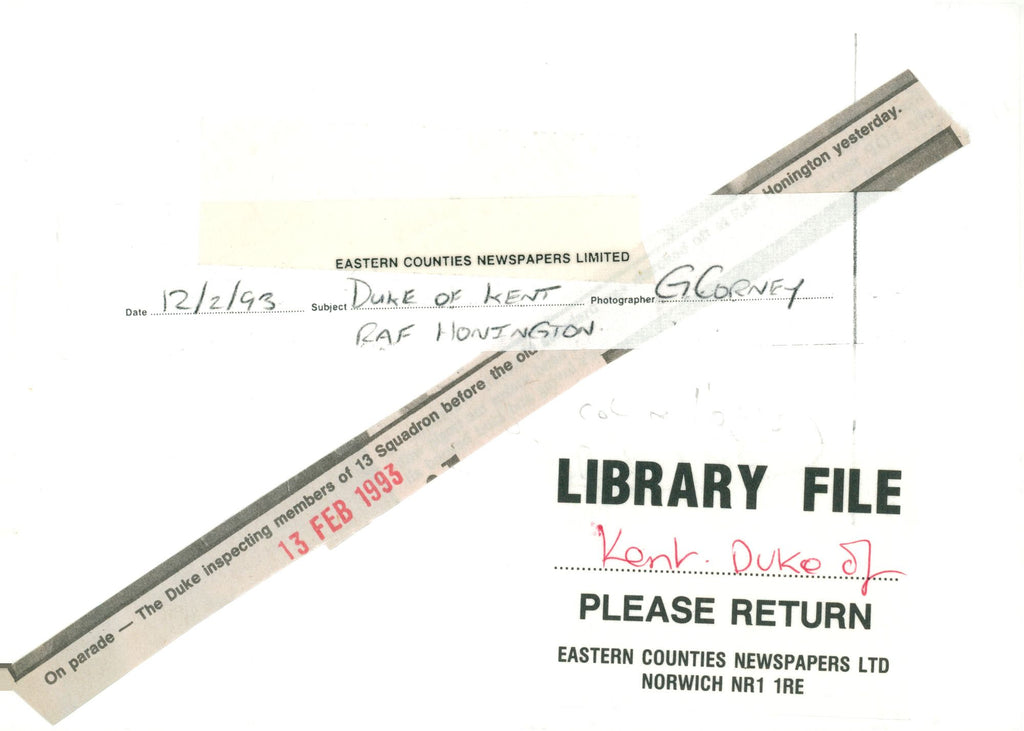 EASTERN COUNTIES NEWSPAPERS LIMITED
Date 12/2/93 Subject DUKE OF KENT Photographer G CORNEY
RAF HONINGTON.
On parade — The Duke inspecting members of 13 Squadron before the old Honington yesterday.
13 FEB 1993
LIBRARY FILE
Kent. Duke of
PLEASE RETURN
EASTERN COUNTIES NEWSPAPERS LTD
NORWICH NR1 1RE